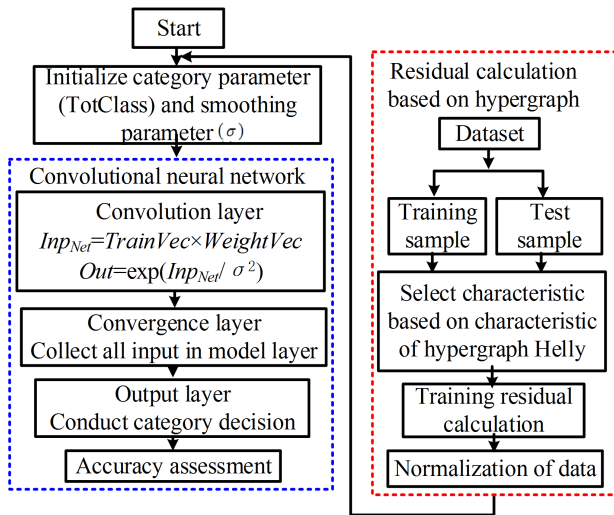 Start
Initialize category parameter
(TotClass) and smoothing
parameter(σ)
Convolutional neural network
Convolution layer
Inp_Net=TrainVec×WeightVec
Out=exp(Inp_Net/ σ²)
Convergence layer
Collect all input in model layer
Output layer
Conduct category decision
Accuracy assessment
Residual calculation
based on hypergraph
Dataset
Training
sample
Test
sample
Select characteristic
based on characteristic
of hypergraph Helly
Training residual
calculation
Normalization of data